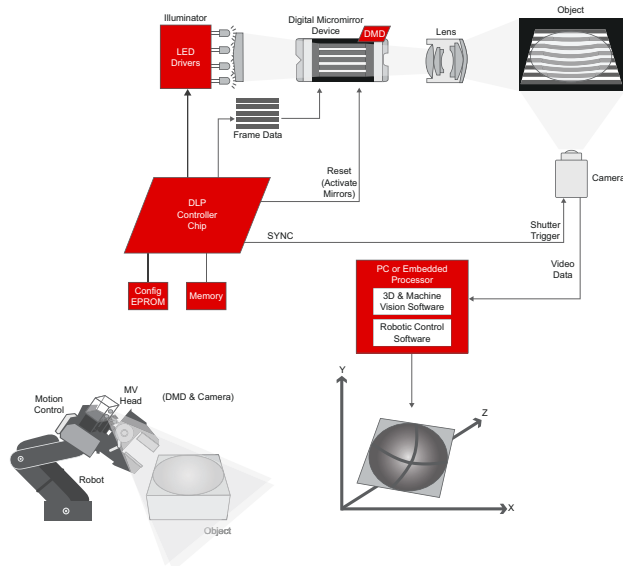 Illuminator
LED
Drivers
Digital Micromirror
Device
DMD
Lens
Object
Frame Data
Reset
(Activate
Mirrors)
Camera
DLP
Controller
Chip
SYNC
Shutter
Trigger
Config
EPROM
Memory
Video
Data
PC or Embedded
Processor
3D & Machine
Vision Software
Robotic Control
Software
Motion
Control
MV
Head
(DMD & Camera)
Robot
Object
Y
Z
X